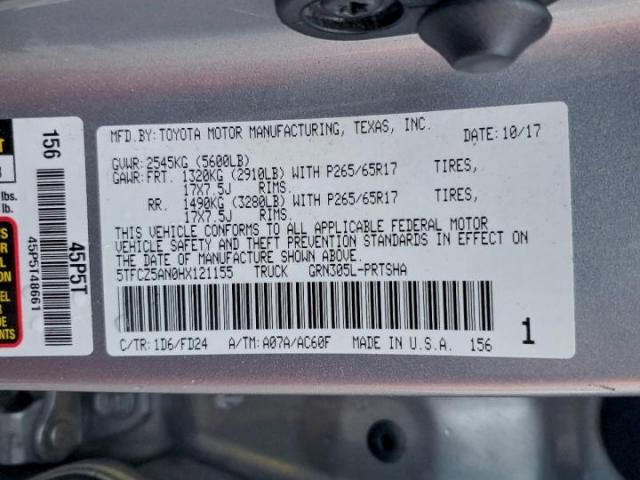 MFD.BY:TOYOTA MOTOR MANUFACTURING, TEXAS, INC. DATE:10/17
GVWR:2545KG (5600LB)
GAWR:FRT. 1320KG (2910LB) WITH P265/65R17 TIRES,
17X7.5J RIMS.
RR. 1490KG (3280LB) WITH P265/65R17 TIRES,
17X7.5J RIMS.
THIS VEHICLE CONFORMS TO ALL APPLICABLE FEDERAL MOTOR
VEHICLE SAFETY AND THEFT PREVENTION STANDARDS IN EFFECT ON
THE DATE OF MANUFACTURE SHOWN ABOVE.
5TFCZ5AN0HX121155 TRUCK GRN305L-PRTSHA
C/TR:1D6/FD24 A/TM:A07A/AC60F MADE IN U.S.A. 156
1
156
45P5T
45P5T48661
lbs.
lb.